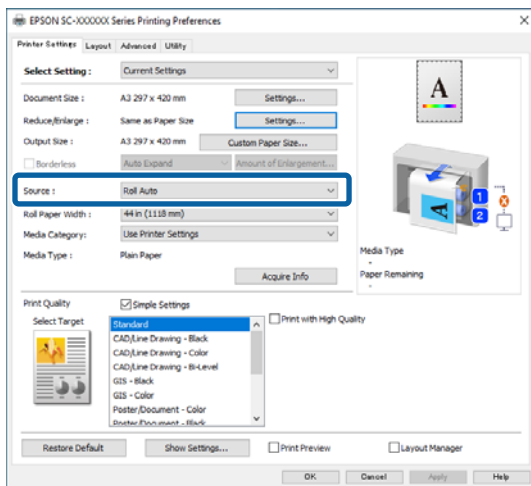 EPSON SC-XXXXXX Series Printing Preferences
Printer Settings Layout Advanced Utility
Select Setting : Current Settings
Document Size : A3 297 x 420 mm Settings...
Reduce/Enlarge : Same as Paper Size Settings...
Output Size : A3 297 x 420 mm Custom Paper Size...
Borderless Auto Expand Amount of Enlargement...
Source : Roll Auto
Roll Paper Width : 44 in (1118 mm)
Media Category: Use Printer Settings
Media Type : Plain Paper
Acquire Info
A
A
1
2
Media Type
-
Paper Remaining
-
Print Quality Simple Settings
Select Target
Standard
CAD/Line Drawing - Black
CAD/Line Drawing - Color
CAD/Line Drawing - Bi-Level
GIS - Black
GIS - Color
Poster/Document - Color
Poster/Document - Black
Print with High Quality
Restore Default Show Settings... Print Preview Layout Manager
OK Cancel Apply Help